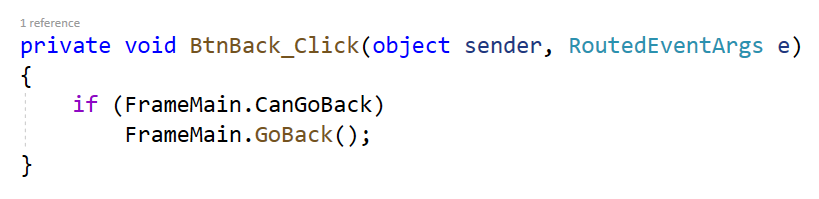 1 reference
private void BtnBack_Click(object sender, RoutedEventArgs e)
{
    if (FrameMain.CanGoBack)
        FrameMain.GoBack();
}